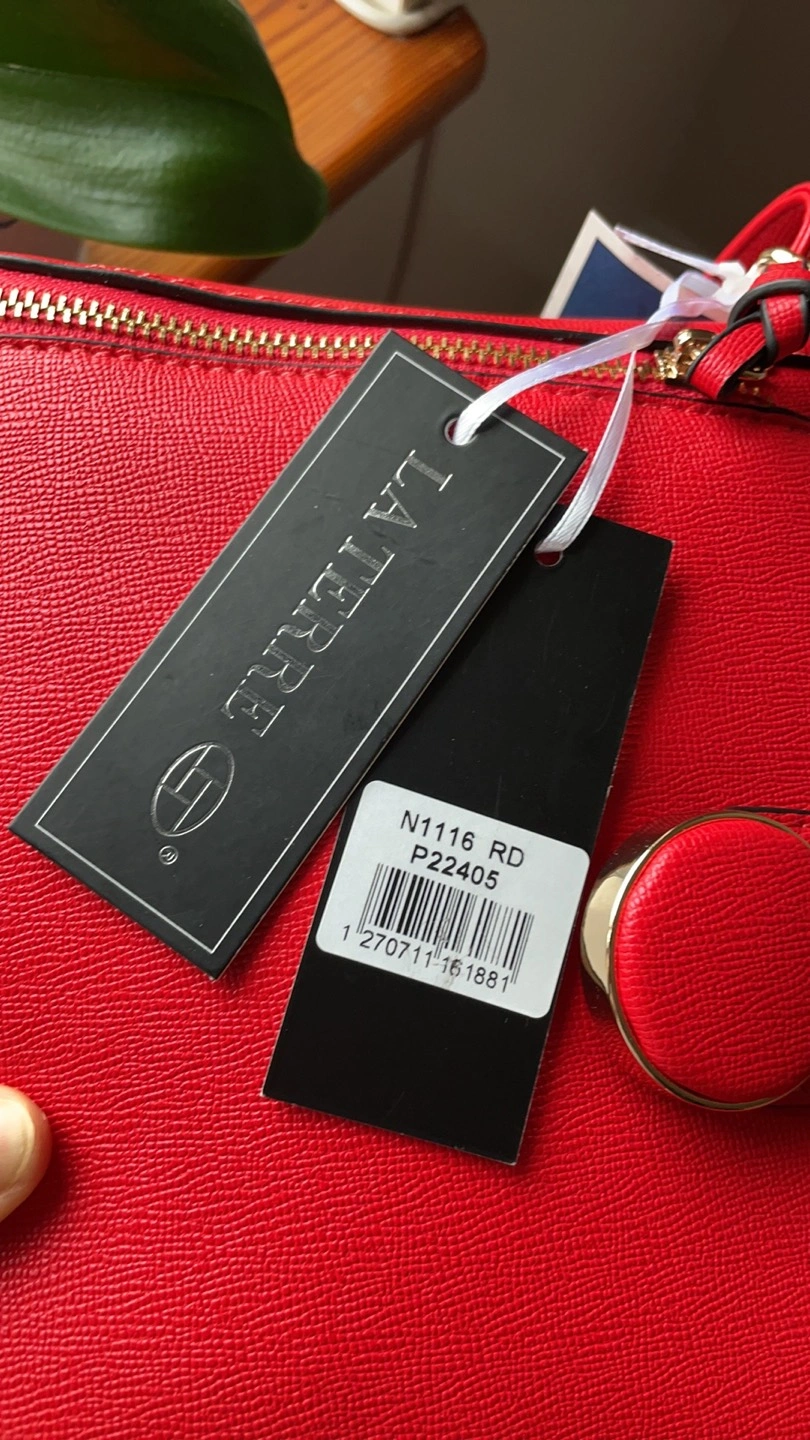 LATERRE
®
N1116 RD
P22405
1 270711 161881